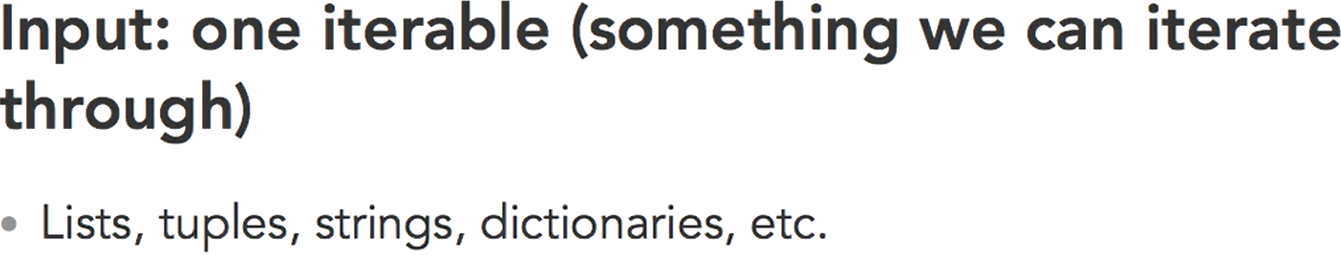 Input: one iterable (something we can iterate
through)
• Lists, tuples, strings, dictionaries, etc.